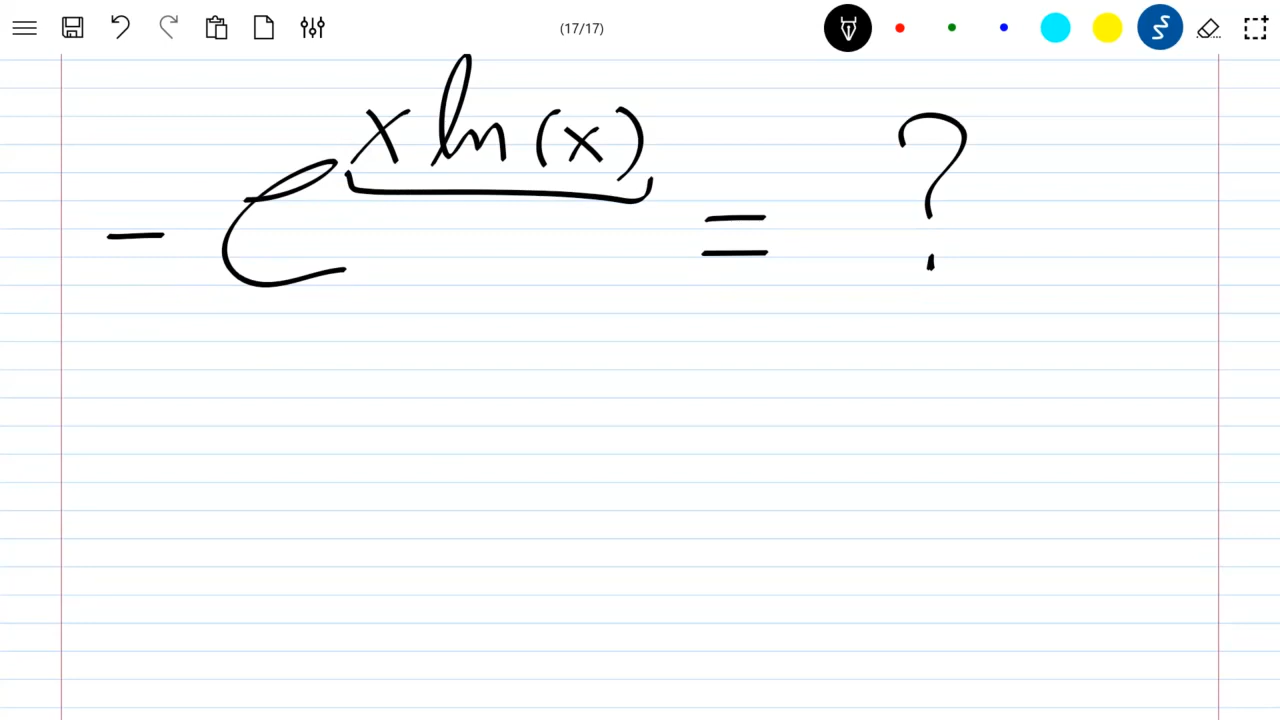 (17/17)
- e^{x ln(x)} = ?